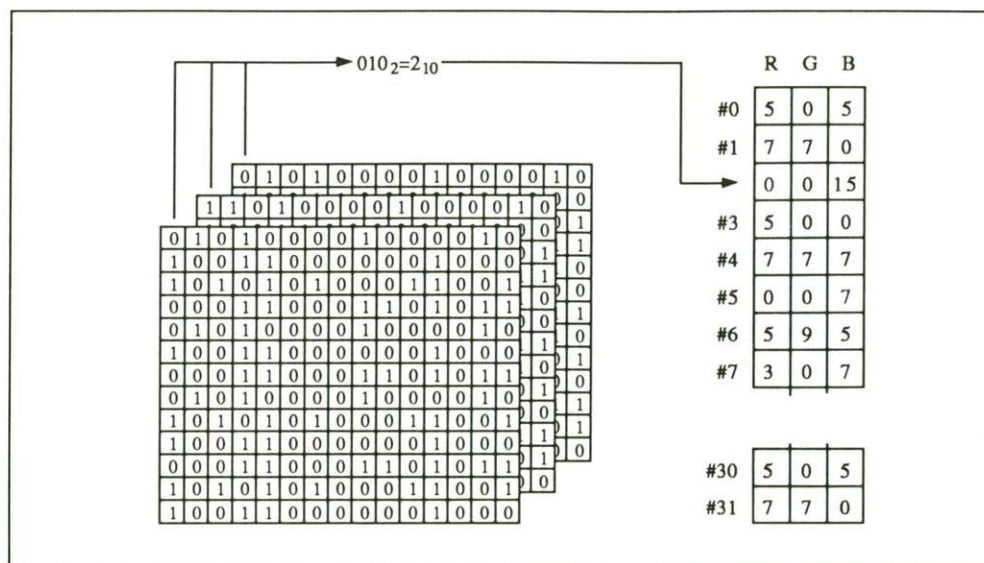 010₂=2₁₀
0 1 0 1 0 0 0 0 1 0 0 0 0 1 0
1 1 0 1 0 0 0 0 1 0 0 0 0 1 0
0 1 0 1 0 0 0 0 1 0 0 0 0 1 0
1 0 0 1 1 0 0 0 0 0 0 1 0 0 0
1 0 1 0 1 0 1 0 0 0 1 1 0 0 1
0 0 0 1 1 0 0 0 1 1 0 1 0 1 1
0 1 0 1 0 0 0 0 1 0 0 0 0 1 0
1 0 0 1 1 0 0 0 0 0 0 1 0 0 0
0 0 0 1 1 0 0 0 1 1 0 1 0 1 1
0 1 0 1 0 0 0 0 1 0 0 0 0 1 0
1 0 1 0 1 0 1 0 0 0 1 1 0 0 1
1 0 0 1 1 0 0 0 0 0 0 1 0 0 0
0 0 0 1 1 0 0 0 1 1 0 1 0 1 1
1 0 1 0 1 0 1 0 0 0 1 1 0 0 1
1 0 0 1 1 0 0 0 0 0 0 1 0 0 0
R G B
#0 5 0 5
#1 7 7 0
0 0 15
#3 5 0 0
#4 7 7 7
#5 0 0 7
#6 5 9 5
#7 3 0 7
#30 5 0 5
#31 7 7 0